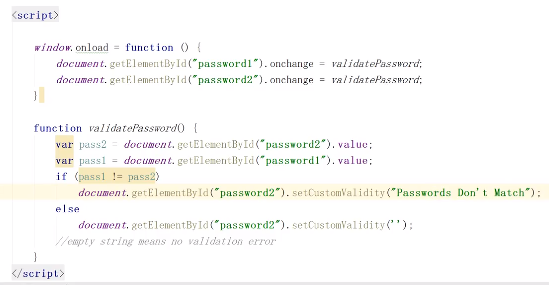 <script>
window.onload = function () {
document.getElementById("password1").onchange = validatePassword;
document.getElementById("password2").onchange = validatePassword;
}
function validatePassword() {
var pass2 = document.getElementById("password2").value;
var pass1 = document.getElementById("password1").value;
if (pass1 != pass2)
document.getElementById("password2").setCustomValidity("Passwords Don't Match");
else
document.getElementById("password2").setCustomValidity('');
//empty string means no validation error
}
</script>